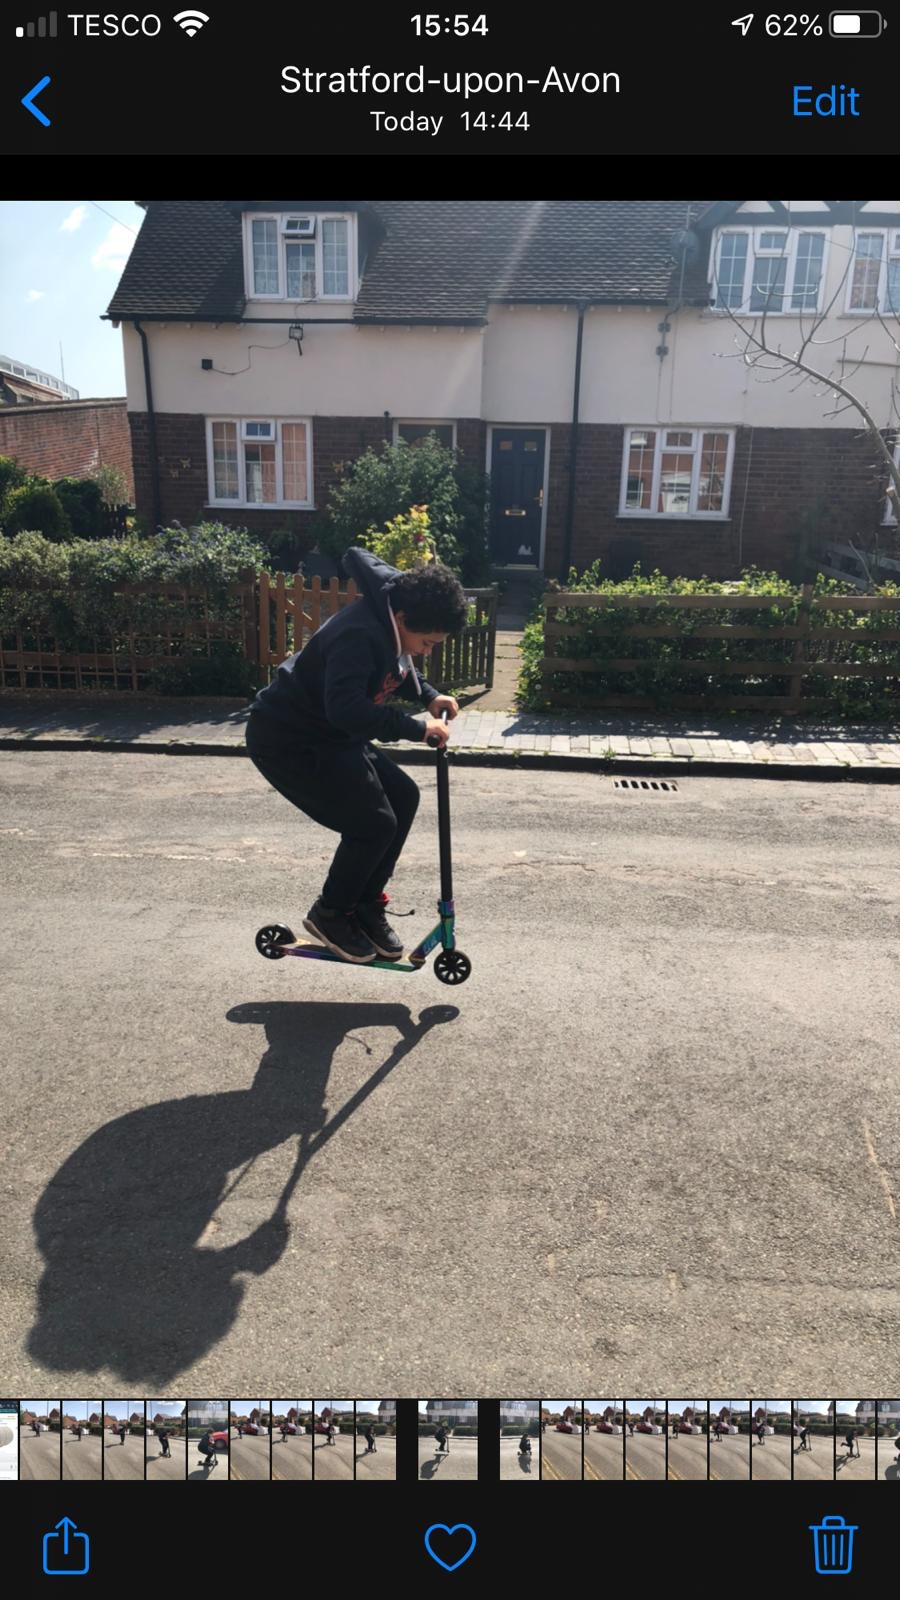 TESCO 15:54 62%
Stratford-upon-Avon
Edit
Today 14:44